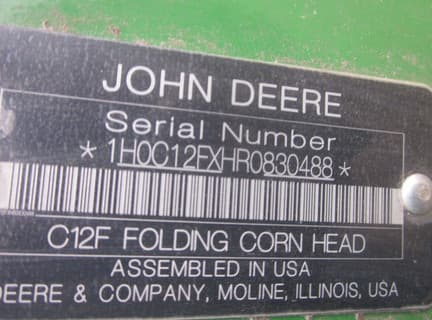 JOHN DEERE
Serial Number
*1H0C12FXHR0830488*
C12F FOLDING CORN HEAD
ASSEMBLED IN USA
DEERE & COMPANY, MOLINE, ILLINOIS, USA